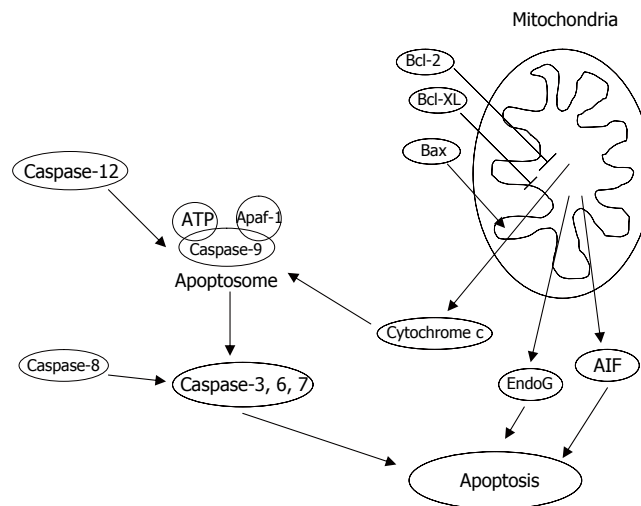 Mitochondria
Bcl-2
Bcl-XL
Bax
Caspase-12
ATP
Apaf-1
Caspase-9
Apoptosome
Cytochrome c
Caspase-8
Caspase-3, 6, 7
EndoG
AIF
Apoptosis